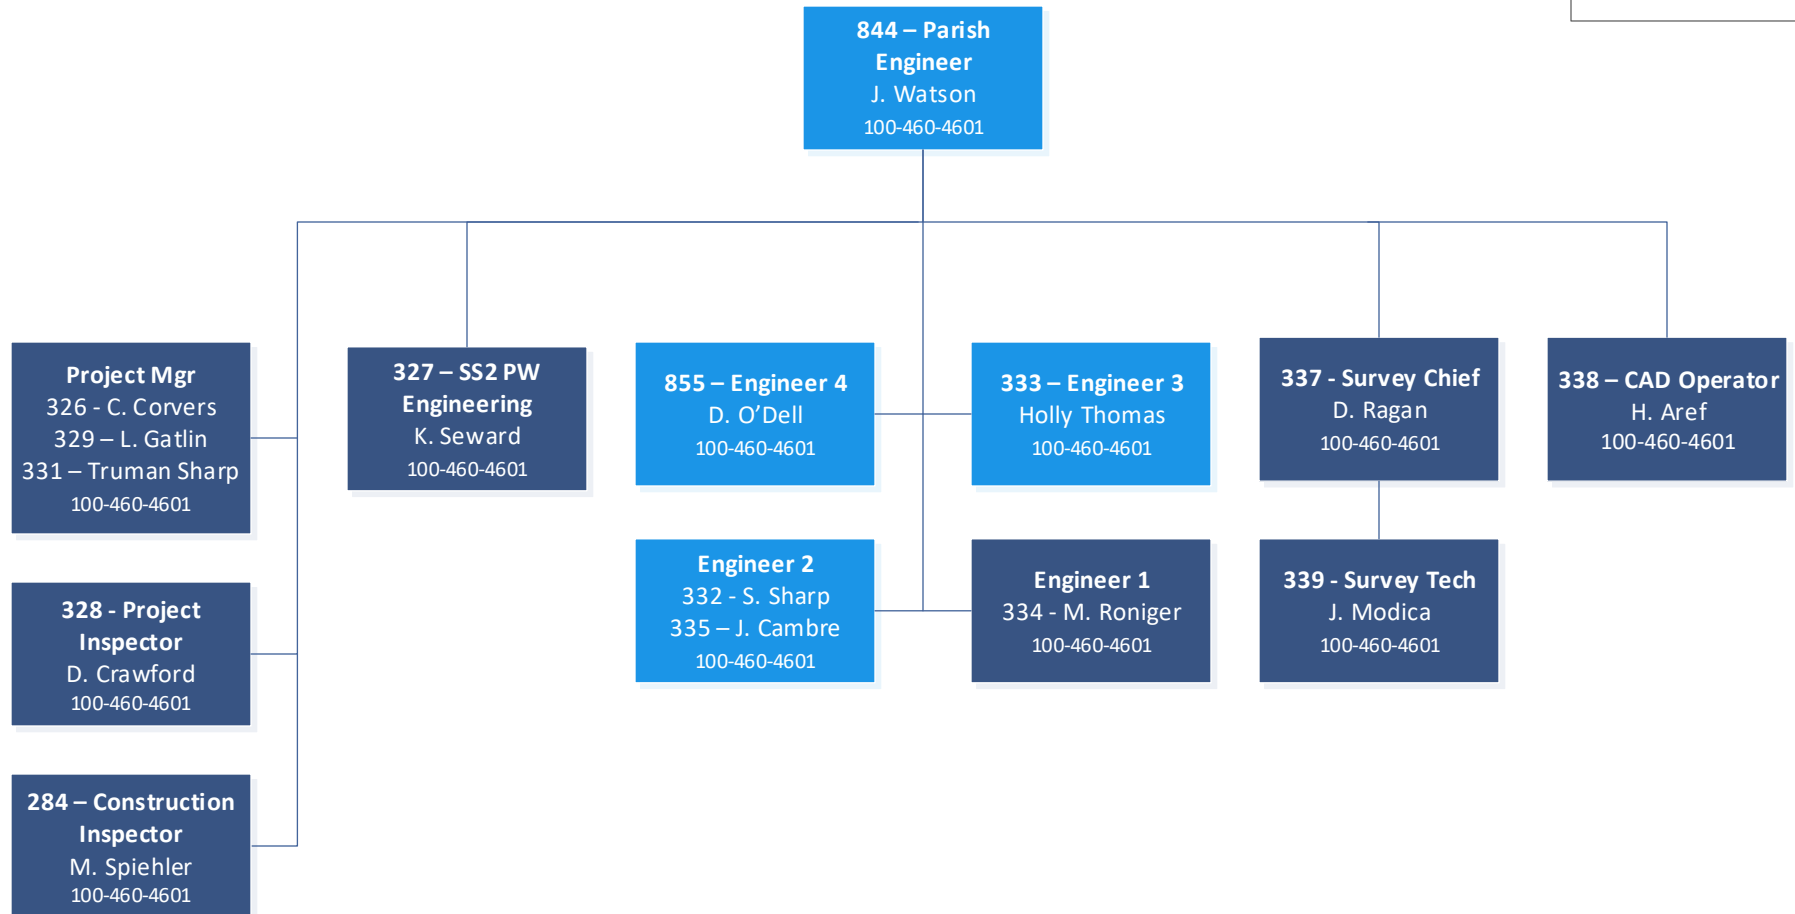 844 – Parish
Engineer
J. Watson
100-460-4601
Project Mgr
326 - C. Corvers
329 – L. Gatlin
331 – Truman Sharp
100-460-4601
327 – SS2 PW
Engineering
K. Seward
100-460-4601
855 – Engineer 4
D. O’Dell
100-460-4601
333 – Engineer 3
Holly Thomas
100-460-4601
337 - Survey Chief
D. Ragan
100-460-4601
338 – CAD Operator
H. Aref
100-460-4601
328 - Project
Inspector
D. Crawford
100-460-4601
Engineer 2
332 - S. Sharp
335 – J. Cambre
100-460-4601
Engineer 1
334 - M. Roniger
100-460-4601
339 - Survey Tech
J. Modica
100-460-4601
284 – Construction
Inspector
M. Spiehler
100-460-4601